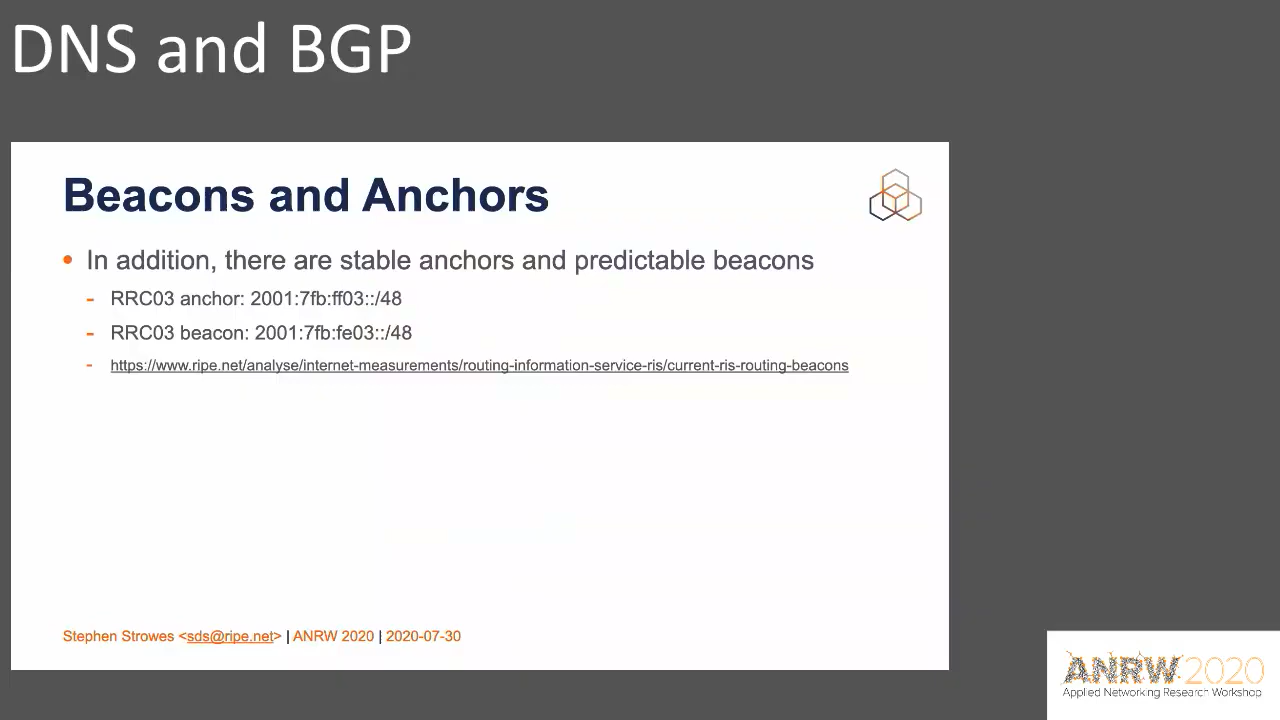 DNS and BGP
Beacons and Anchors
• In addition, there are stable anchors and predictable beacons
- RRC03 anchor: 2001:7fb:ff03::/48
- RRC03 beacon: 2001:7fb:fe03::/48
- https://www.ripe.net/analyse/internet-measurements/routing-information-service-ris/current-ris-routing-beacons
Stephen Strowes <sds@ripe.net> | ANRW 2020 | 2020-07-30
ANRW 2020
Applied Networking Research Workshop